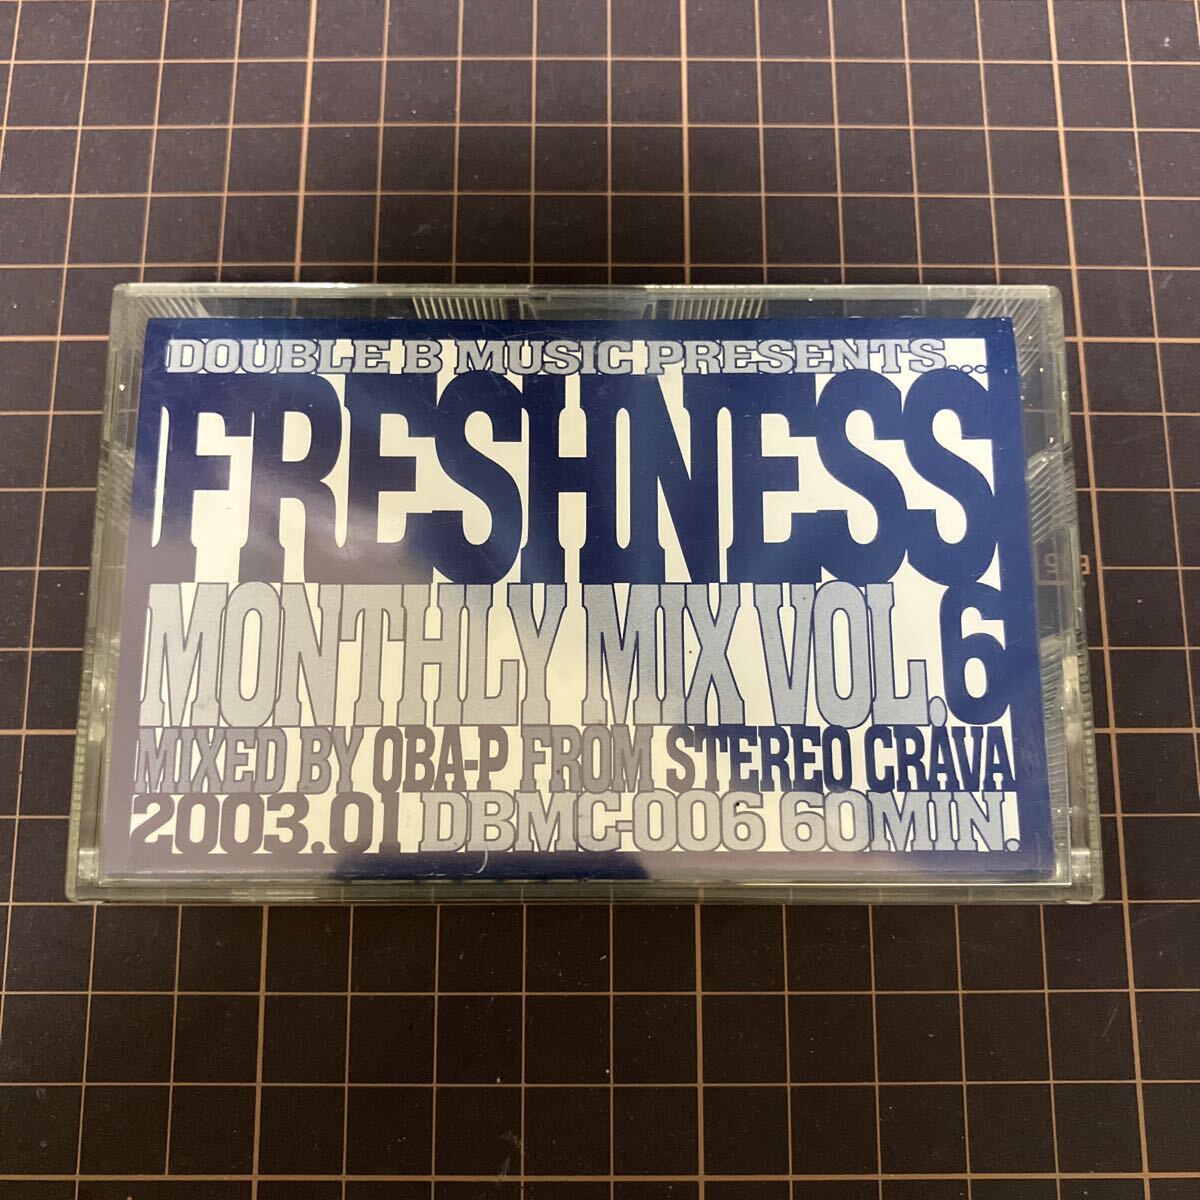 DOUBLE B MUSIC PRESENTS...
FRESHNESS
MONTHLY MIX VOL.6
MIXED BY OBA-P FROM STEREO CRAVA
2003.01 DBMC-006 60MIN.